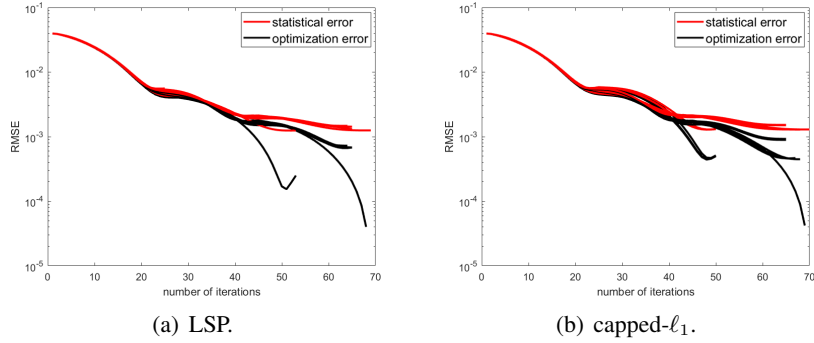 10^-1
10^-2
10^-3
10^-4
10^-5
RMSE
0 10 20 30 40 50 60 70
number of iterations
statistical error
optimization error
(a) LSP.
10^-1
10^-2
10^-3
10^-4
10^-5
RMSE
0 10 20 30 40 50 60 70
number of iterations
statistical error
optimization error
(b) capped-ℓ₁.